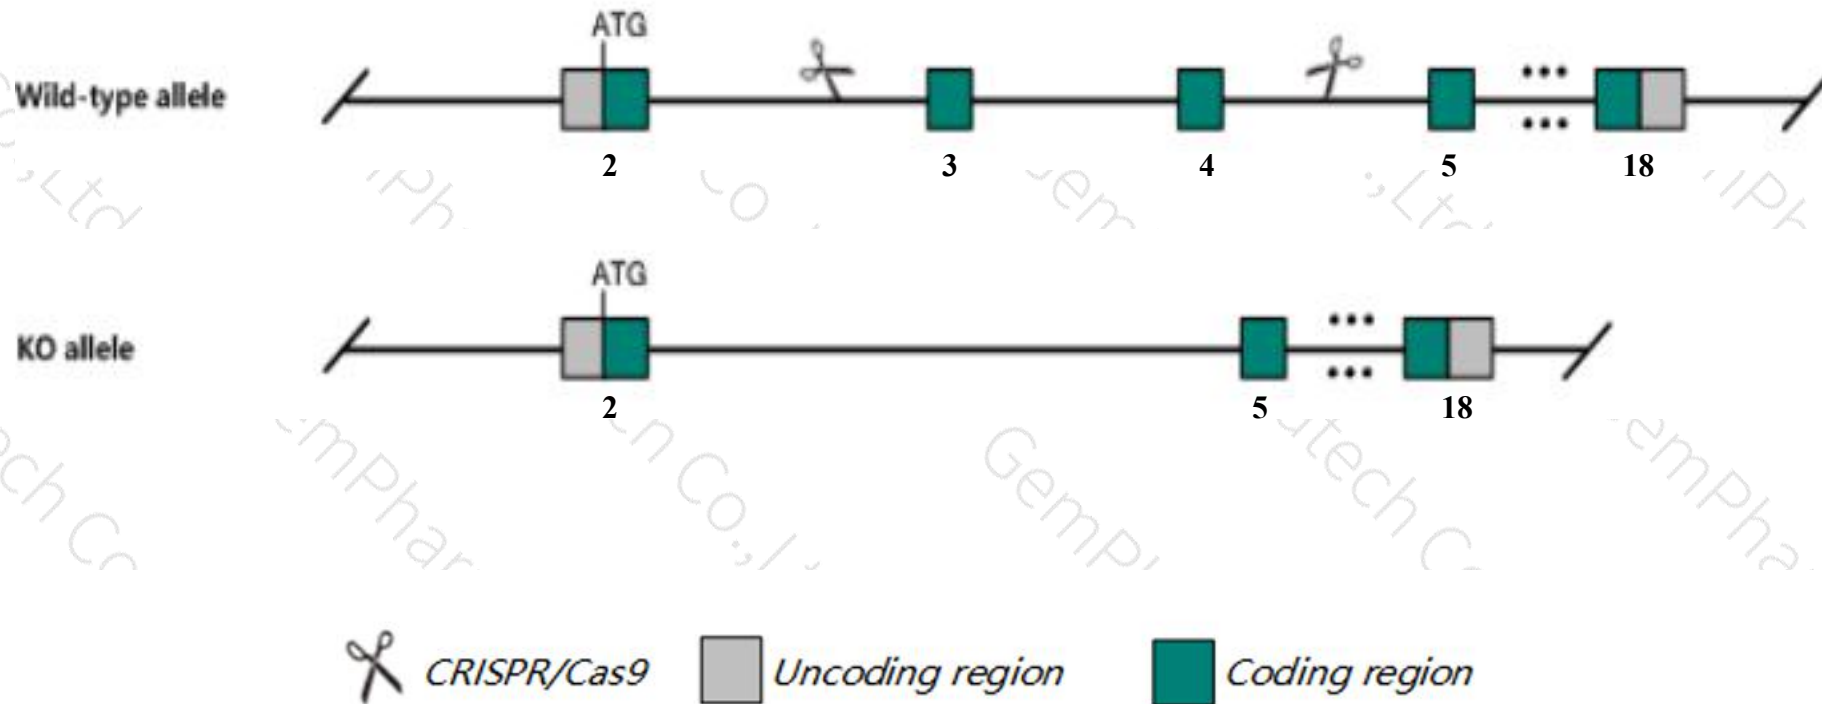 ATG
Wild-type allele
2 3 4 5 18
ATG
KO allele
2 5 18
GemPh
CRISPR/Cas9 Uncoding region Coding region